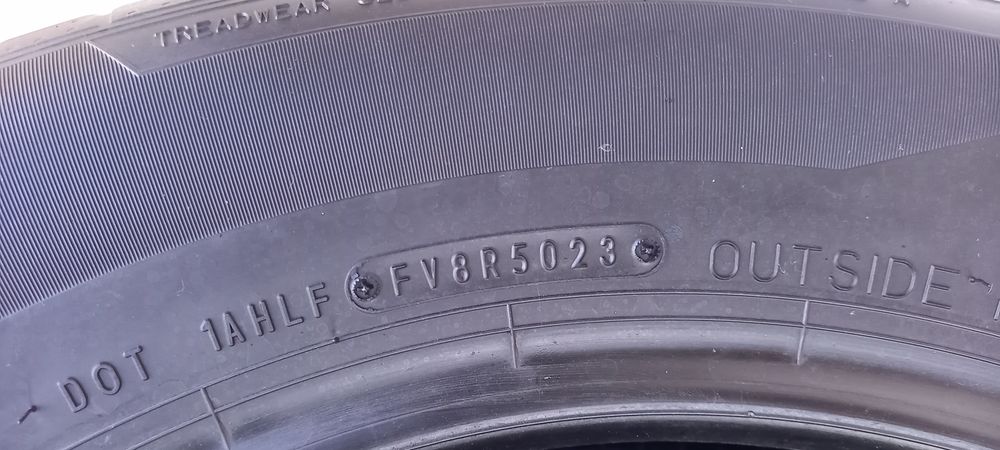 TREADWEAR
DOT 1AHLF FV8R5023 OUTSIDE